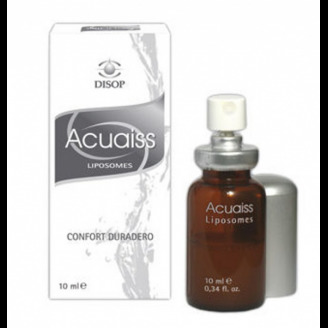 DISOP
Acuaiss
LIPOSOMES
CONFORT DURADERO
10 ml ℮
Acuaiss
Liposomes
10 ml ℮
0,34 fl. oz.